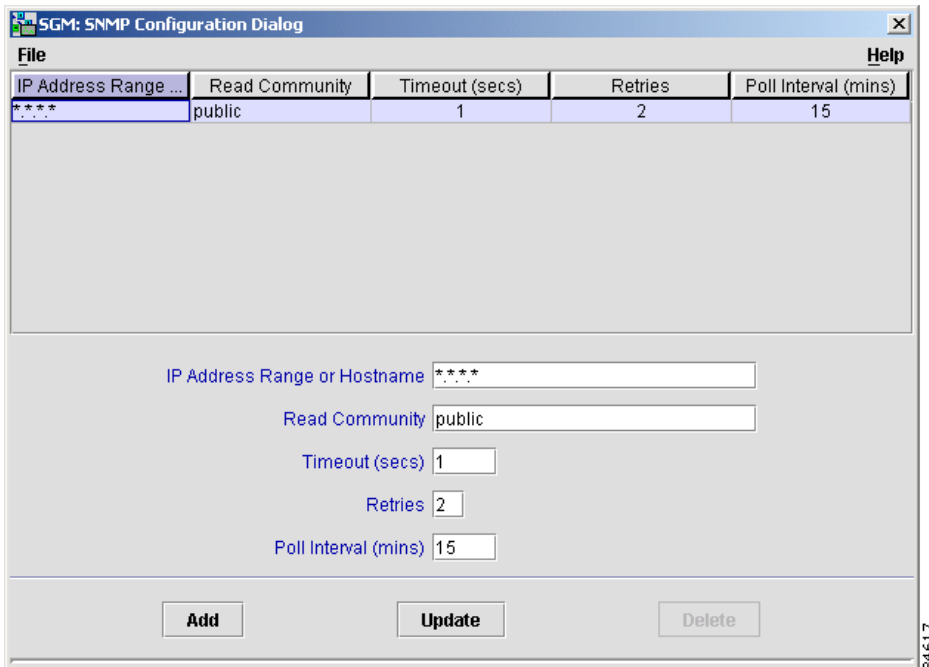 SGM: SNMP Configuration Dialog
File Help
IP Address Range ... Read Community Timeout (secs) Retries Poll Interval (mins)
*.*.*.* public 1 2 15
IP Address Range or Hostname *.*.*.*
Read Community public
Timeout (secs) 1
Retries 2
Poll Interval (mins) 15
Add Update Delete
84617